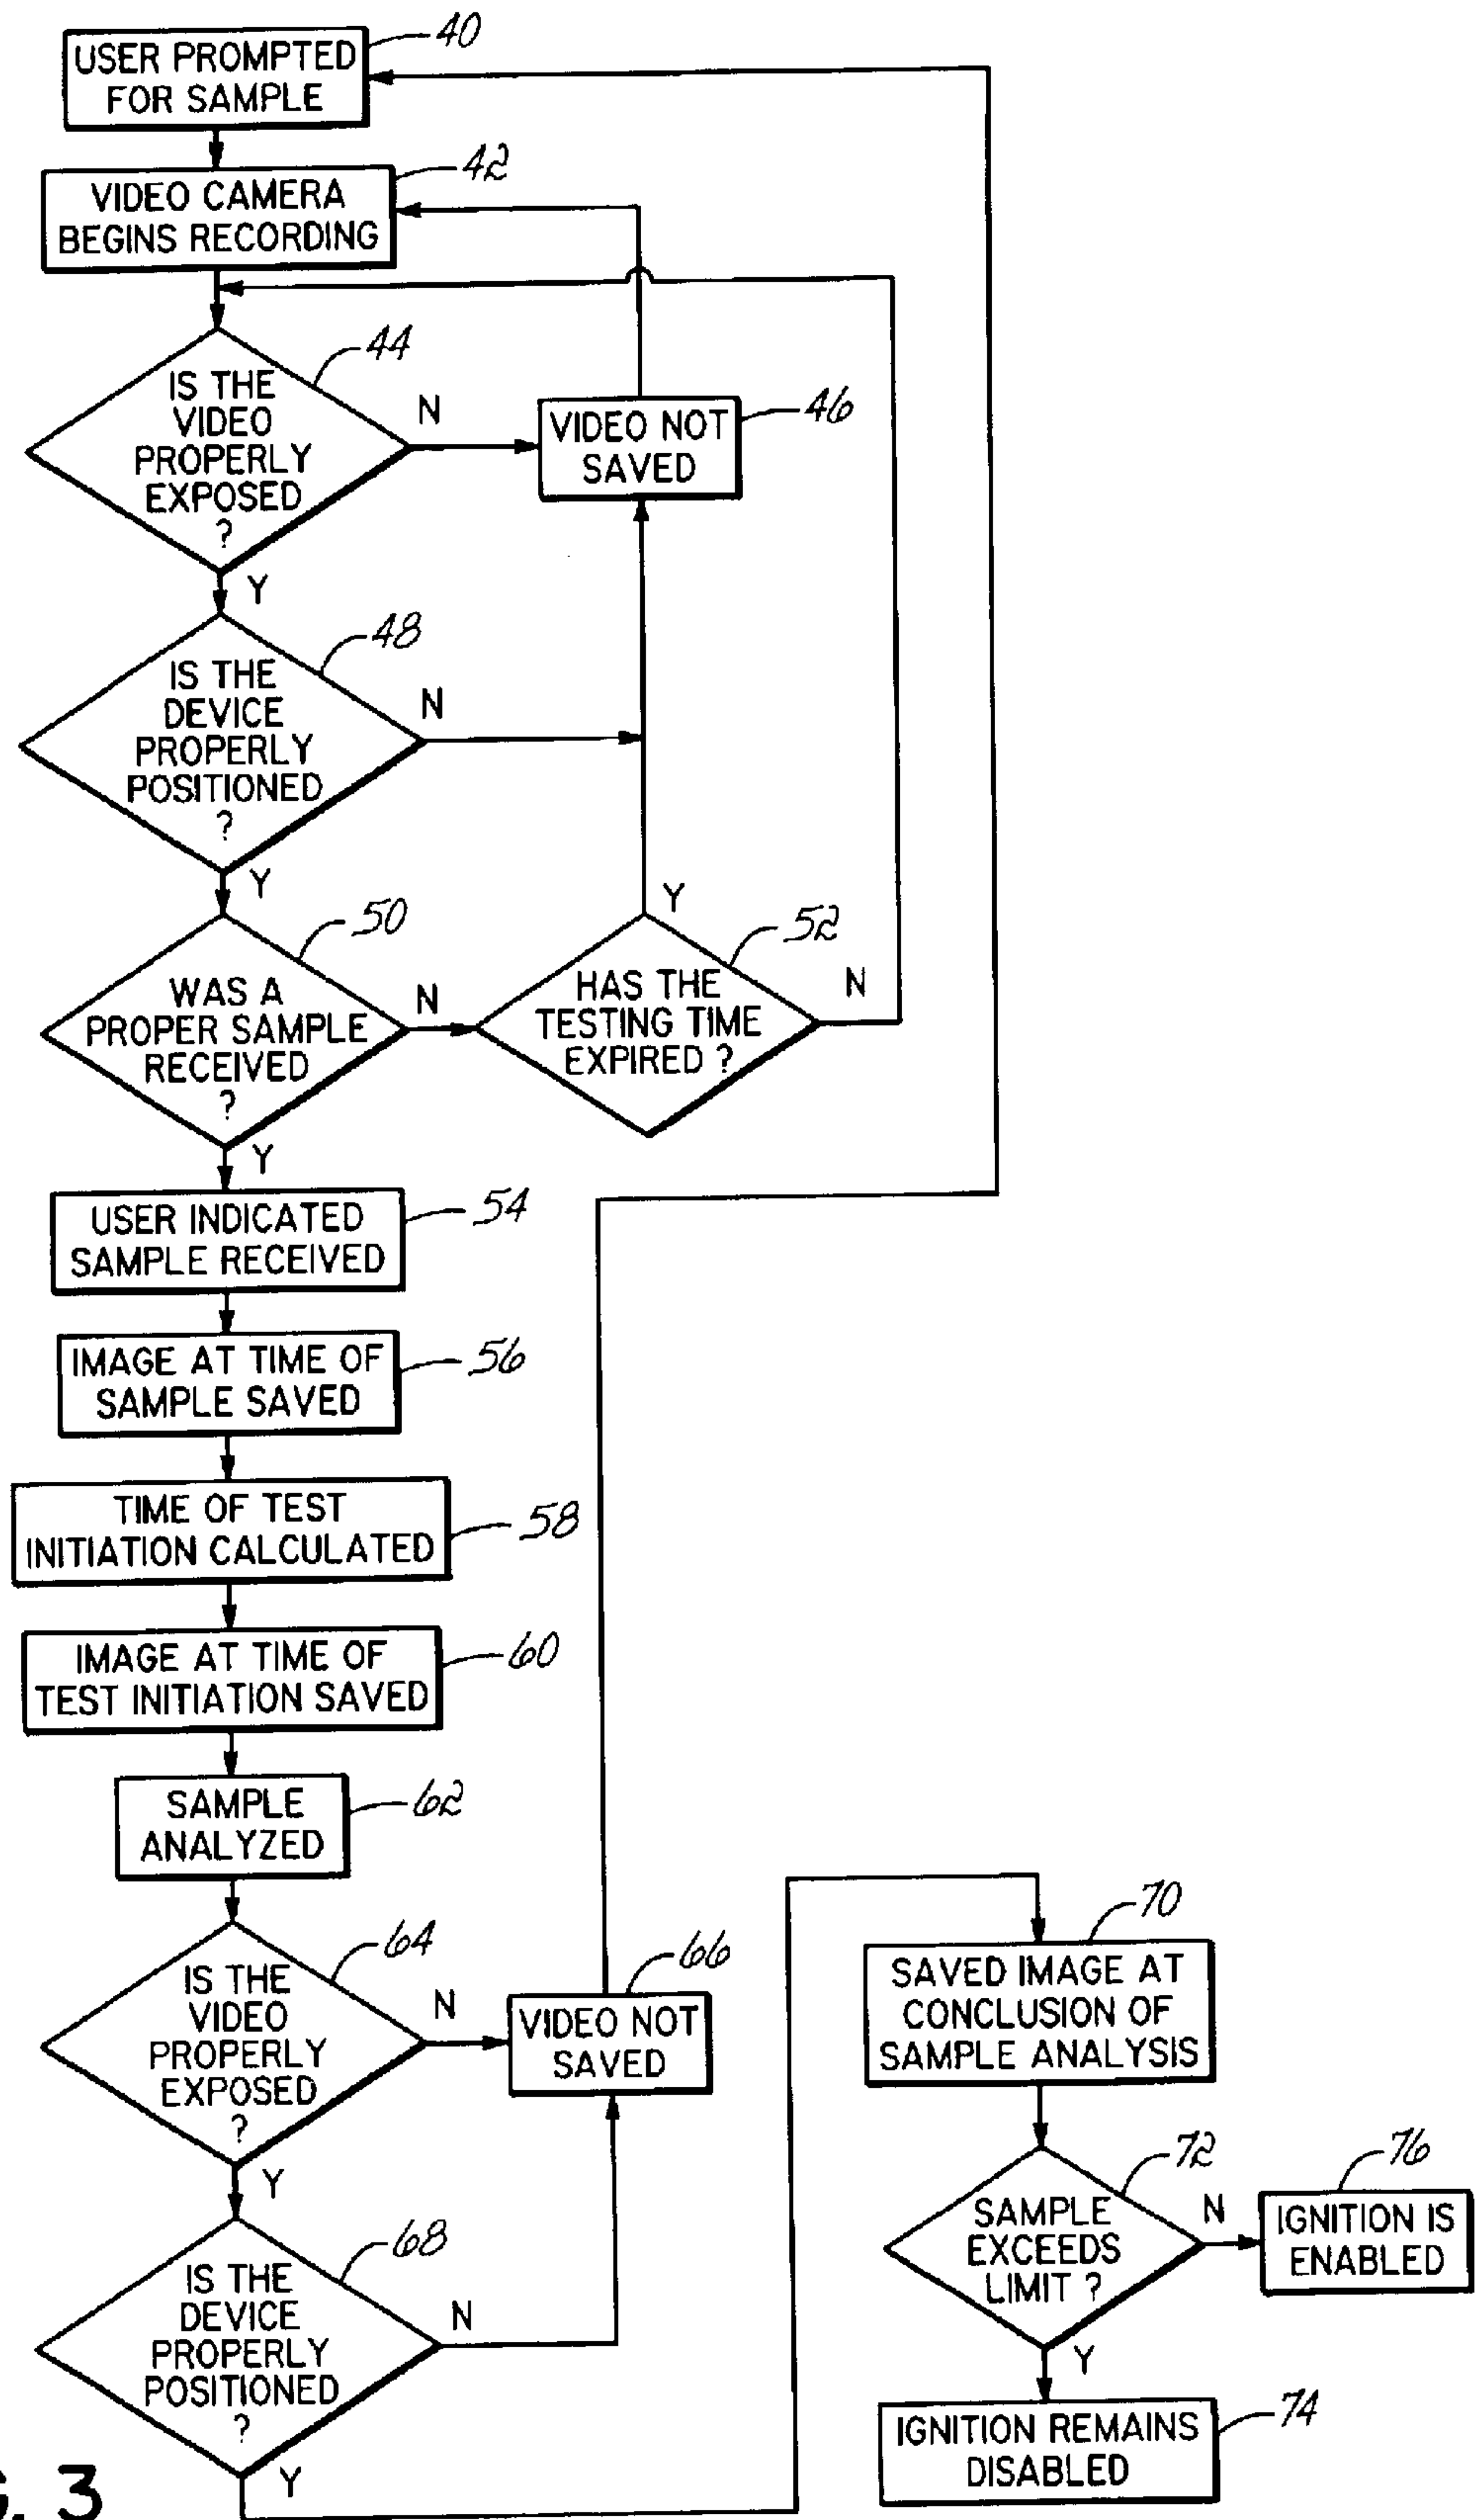 40
USER PROMPTED
FOR SAMPLE
42
VIDEO CAMERA
BEGINS RECORDING
44
IS THE
VIDEO
PROPERLY
EXPOSED
?
N
VIDEO NOT
SAVED
46
Y
48
IS THE
DEVICE
PROPERLY
POSITIONED
?
N
Y
50
WAS A
PROPER SAMPLE
RECEIVED
?
N
Y
52
HAS THE
TESTING TIME
EXPIRED ?
N
Y
USER INDICATED
SAMPLE RECEIVED
54
IMAGE AT TIME OF
SAMPLE SAVED
56
TIME OF TEST
INITIATION CALCULATED
58
IMAGE AT TIME OF
TEST INITIATION SAVED
60
SAMPLE
ANALYZED
62
64
IS THE
VIDEO
PROPERLY
EXPOSED
?
N
VIDEO NOT
SAVED
66
Y
68
IS THE
DEVICE
PROPERLY
POSITIONED
?
N
Y
70
SAVED IMAGE AT
CONCLUSION OF
SAMPLE ANALYSIS
72
SAMPLE
EXCEEDS
LIMIT ?
N
76
IGNITION IS
ENABLED
Y
IGNITION REMAINS
DISABLED
74
G. 3